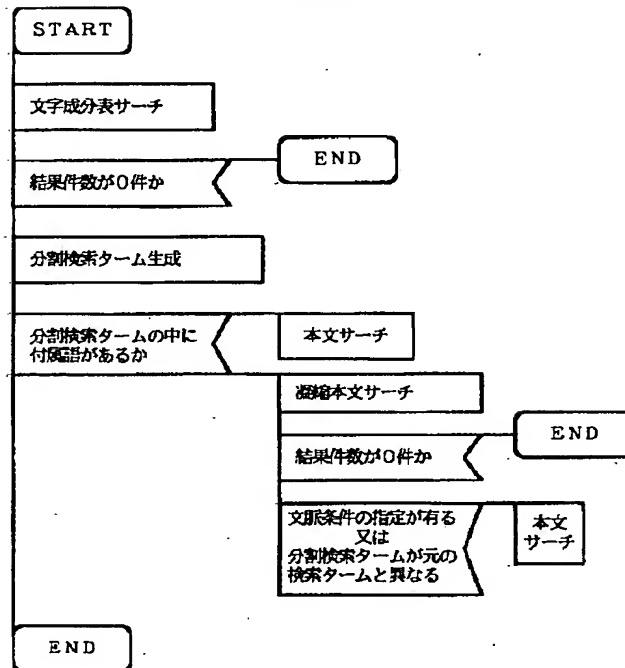 START
文字成分表サーチ
END
結果件数が0件か
分割検索ターム生成
分割検索タームの中に
付属語があるか
本文サーチ
凝縮本文サーチ
END
結果件数が0件か
文脈条件の指定が有る
又は
分割検索タームが元の
検索タームと異なる
本文
サーチ
END